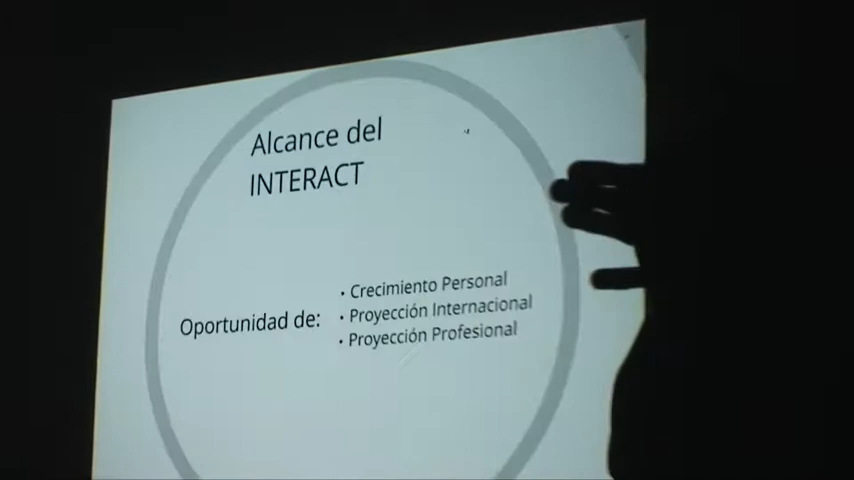 Alcance del
INTERACT
Oportunidad de:
• Crecimiento Personal
• Proyección Internacional
• Proyección Profesional